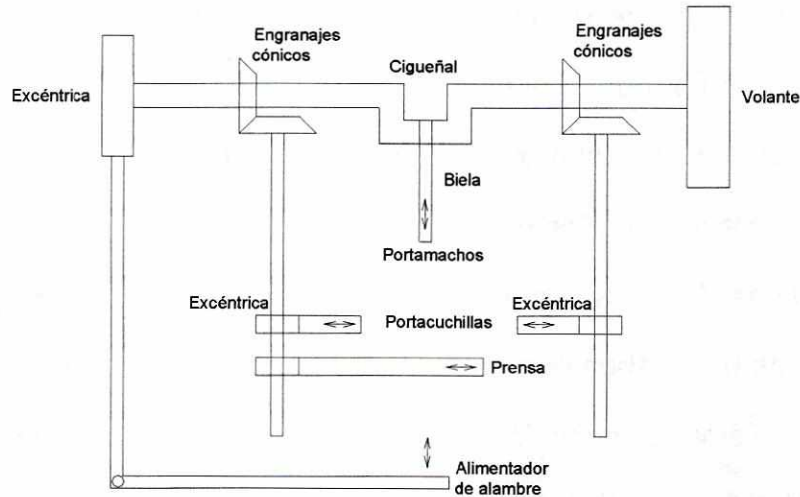 Engranajes
cónicos
Engranajes
cónicos
Cigueñal
Excéntrica
Volante
Biela
Portamachos
Excéntrica
Portacuchillas
Excéntrica
Prensa
Alimentador
de alambre